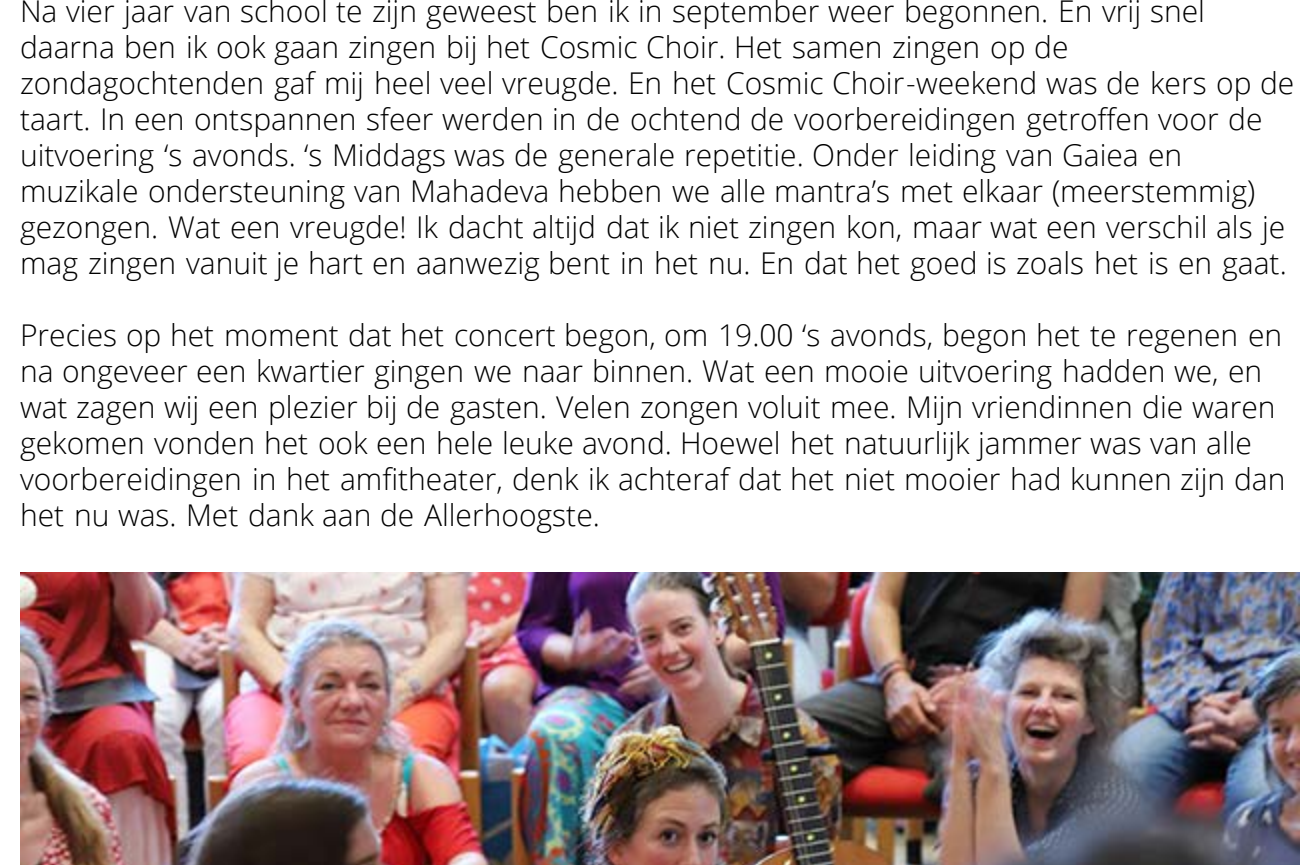 Na vier jaar van school te zijn geweest ben ik in september weer begonnen. En vrij snel
daarna ben ik ook gaan zingen bij het Cosmic Choir. Het samen zingen op de
zondagochtenden gaf mij heel veel vreugde. En het Cosmic Choir-weekend was de kers op de
taart. In een ontspannen sfeer werden in de ochtend de voorbereidingen getroffen voor de
uitvoering ‘s avonds. ‘s Middags was de generale repetitie. Onder leiding van Gaiea en
muzikale ondersteuning van Mahadeva hebben we alle mantra’s met elkaar (meerstemmig)
gezongen. Wat een vreugde! Ik dacht altijd dat ik niet zingen kon, maar wat een verschil als je
mag zingen vanuit je hart en aanwezig bent in het nu. En dat het goed is zoals het is en gaat.
Precies op het moment dat het concert begon, om 19.00 ‘s avonds, begon het te regenen en
na ongeveer een kwartier gingen we naar binnen. Wat een mooie uitvoering hadden we, en
wat zagen wij een plezier bij de gasten. Velen zongen voluit mee. Mijn vriendinnen die waren
gekomen vonden het ook een hele leuke avond. Hoewel het natuurlijk jammer was van alle
voorbereidingen in het amfitheater, denk ik achteraf dat het niet mooier had kunnen zijn dan
het nu was. Met dank aan de Allerhoogste.